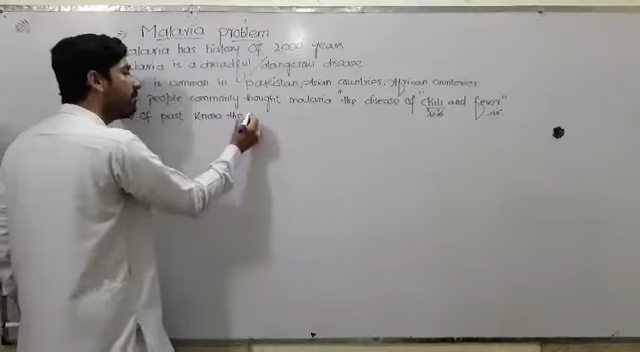 Malaria problem
Malaria has history of 2000 year
Malaria is a dreadful / dangerous disease
is common in pakistan, Asian countries, African counteries
people commonly thought malaria "the disease of "chill and fever"
of past know the